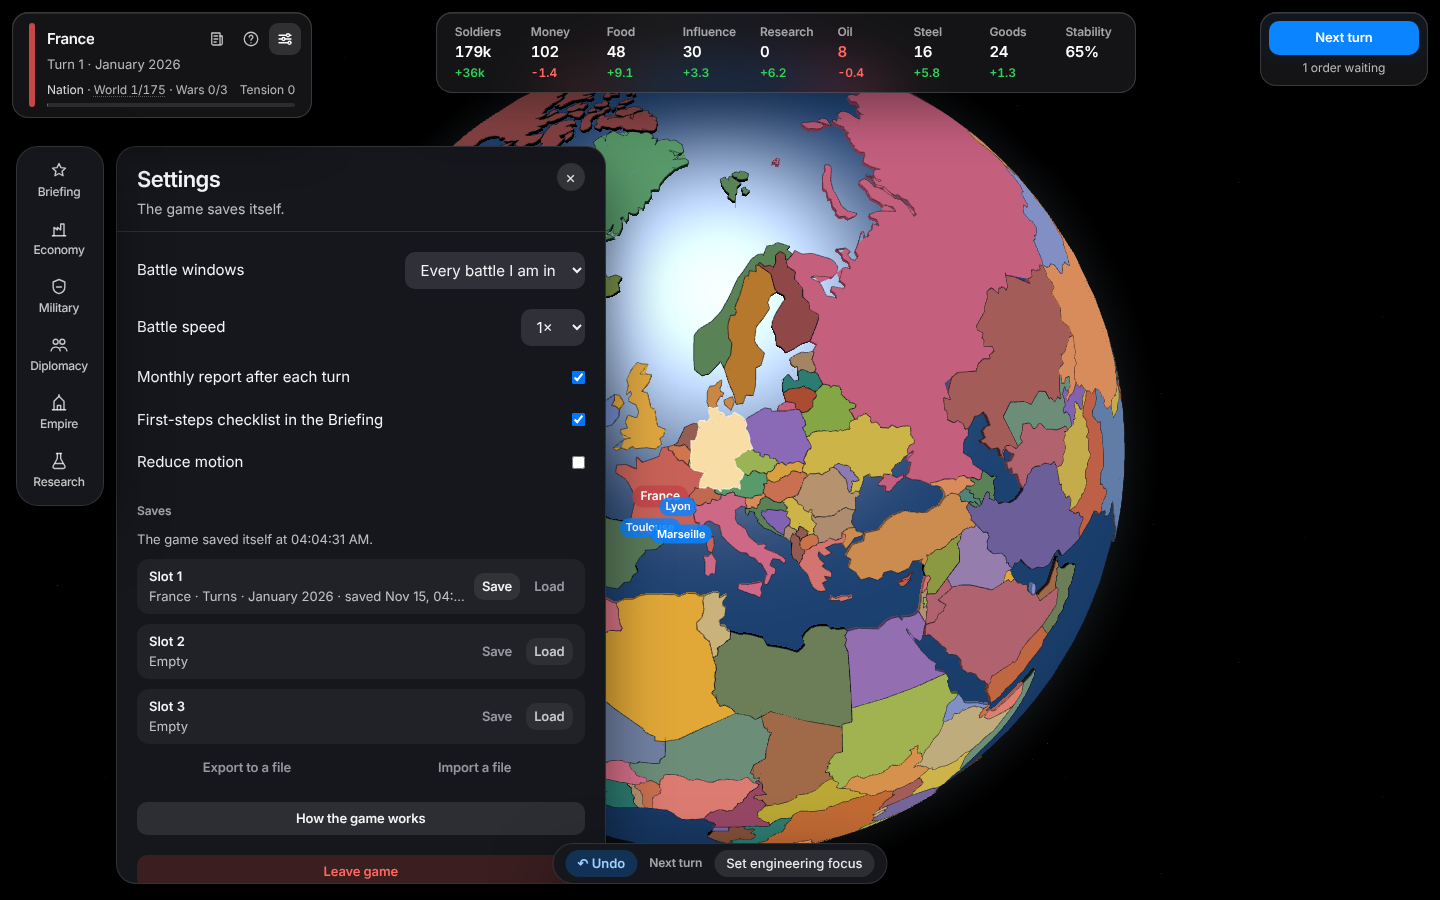 France
Turn 1 · January 2026
Nation · World 1/175 · Wars 0/3 Tension 0
Soldiers Money Food Influence Research Oil Steel Goods Stability
179k 102 48 30 0 8 16 24 65%
+36k -1.4 +9.1 +3.3 +6.2 -0.4 +5.8 +1.3
Next turn
1 order waiting
Briefing
Economy
Military
Diplomacy
Empire
Research
Settings
The game saves itself.
Battle windows Every battle I am in
Battle speed 1×
Monthly report after each turn
First-steps checklist in the Briefing
Reduce motion
Saves
The game saved itself at 04:04:31 AM.
Slot 1
France · Turns · January 2026 · saved Nov 15, 04:...
Save Load
Slot 2
Empty
Save Load
Slot 3
Empty
Save Load
Export to a file Import a file
How the game works
Leave game
France
Lyon
Marseille
↶ Undo Next turn Set engineering focus